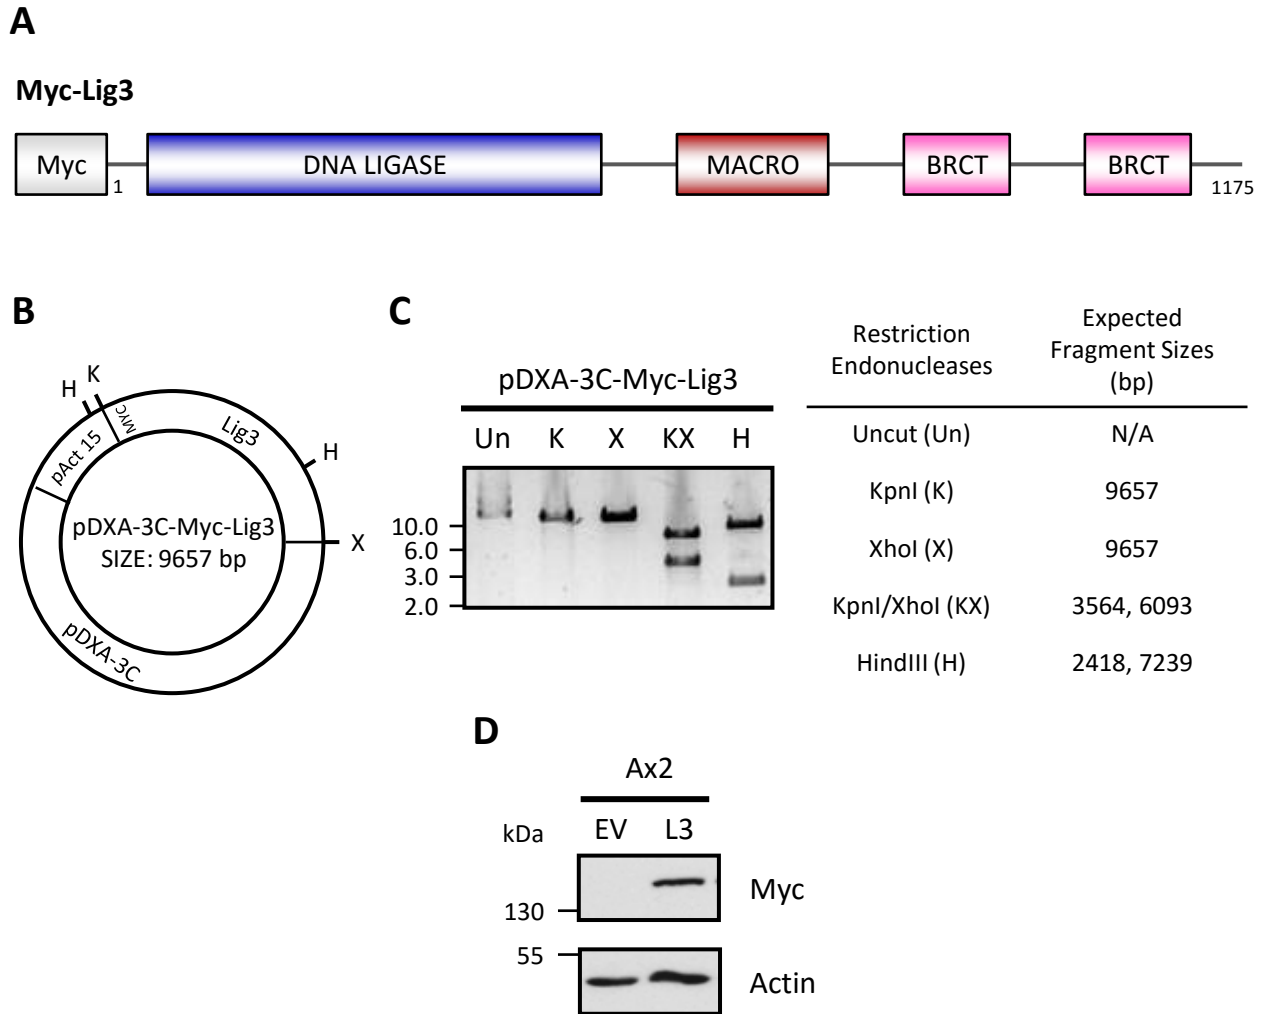 A
Myc-Lig3
Myc
DNA LIGASE
MACRO
BRCT
BRCT
1
1175
B
H
K
Myc
Lig3
H
pAct 15
pDXA-3C-Myc-Lig3
SIZE: 9657 bp
X
pDXA-3C
C
pDXA-3C-Myc-Lig3
Un K X KX H
10.0
6.0
3.0
2.0
Restriction
Endonucleases
Expected
Fragment Sizes
(bp)
Uncut (Un) N/A
KpnI (K) 9657
XhoI (X) 9657
KpnI/XhoI (KX) 3564, 6093
HindIII (H) 2418, 7239
D
Ax2
kDa EV L3
130
Myc
55
Actin